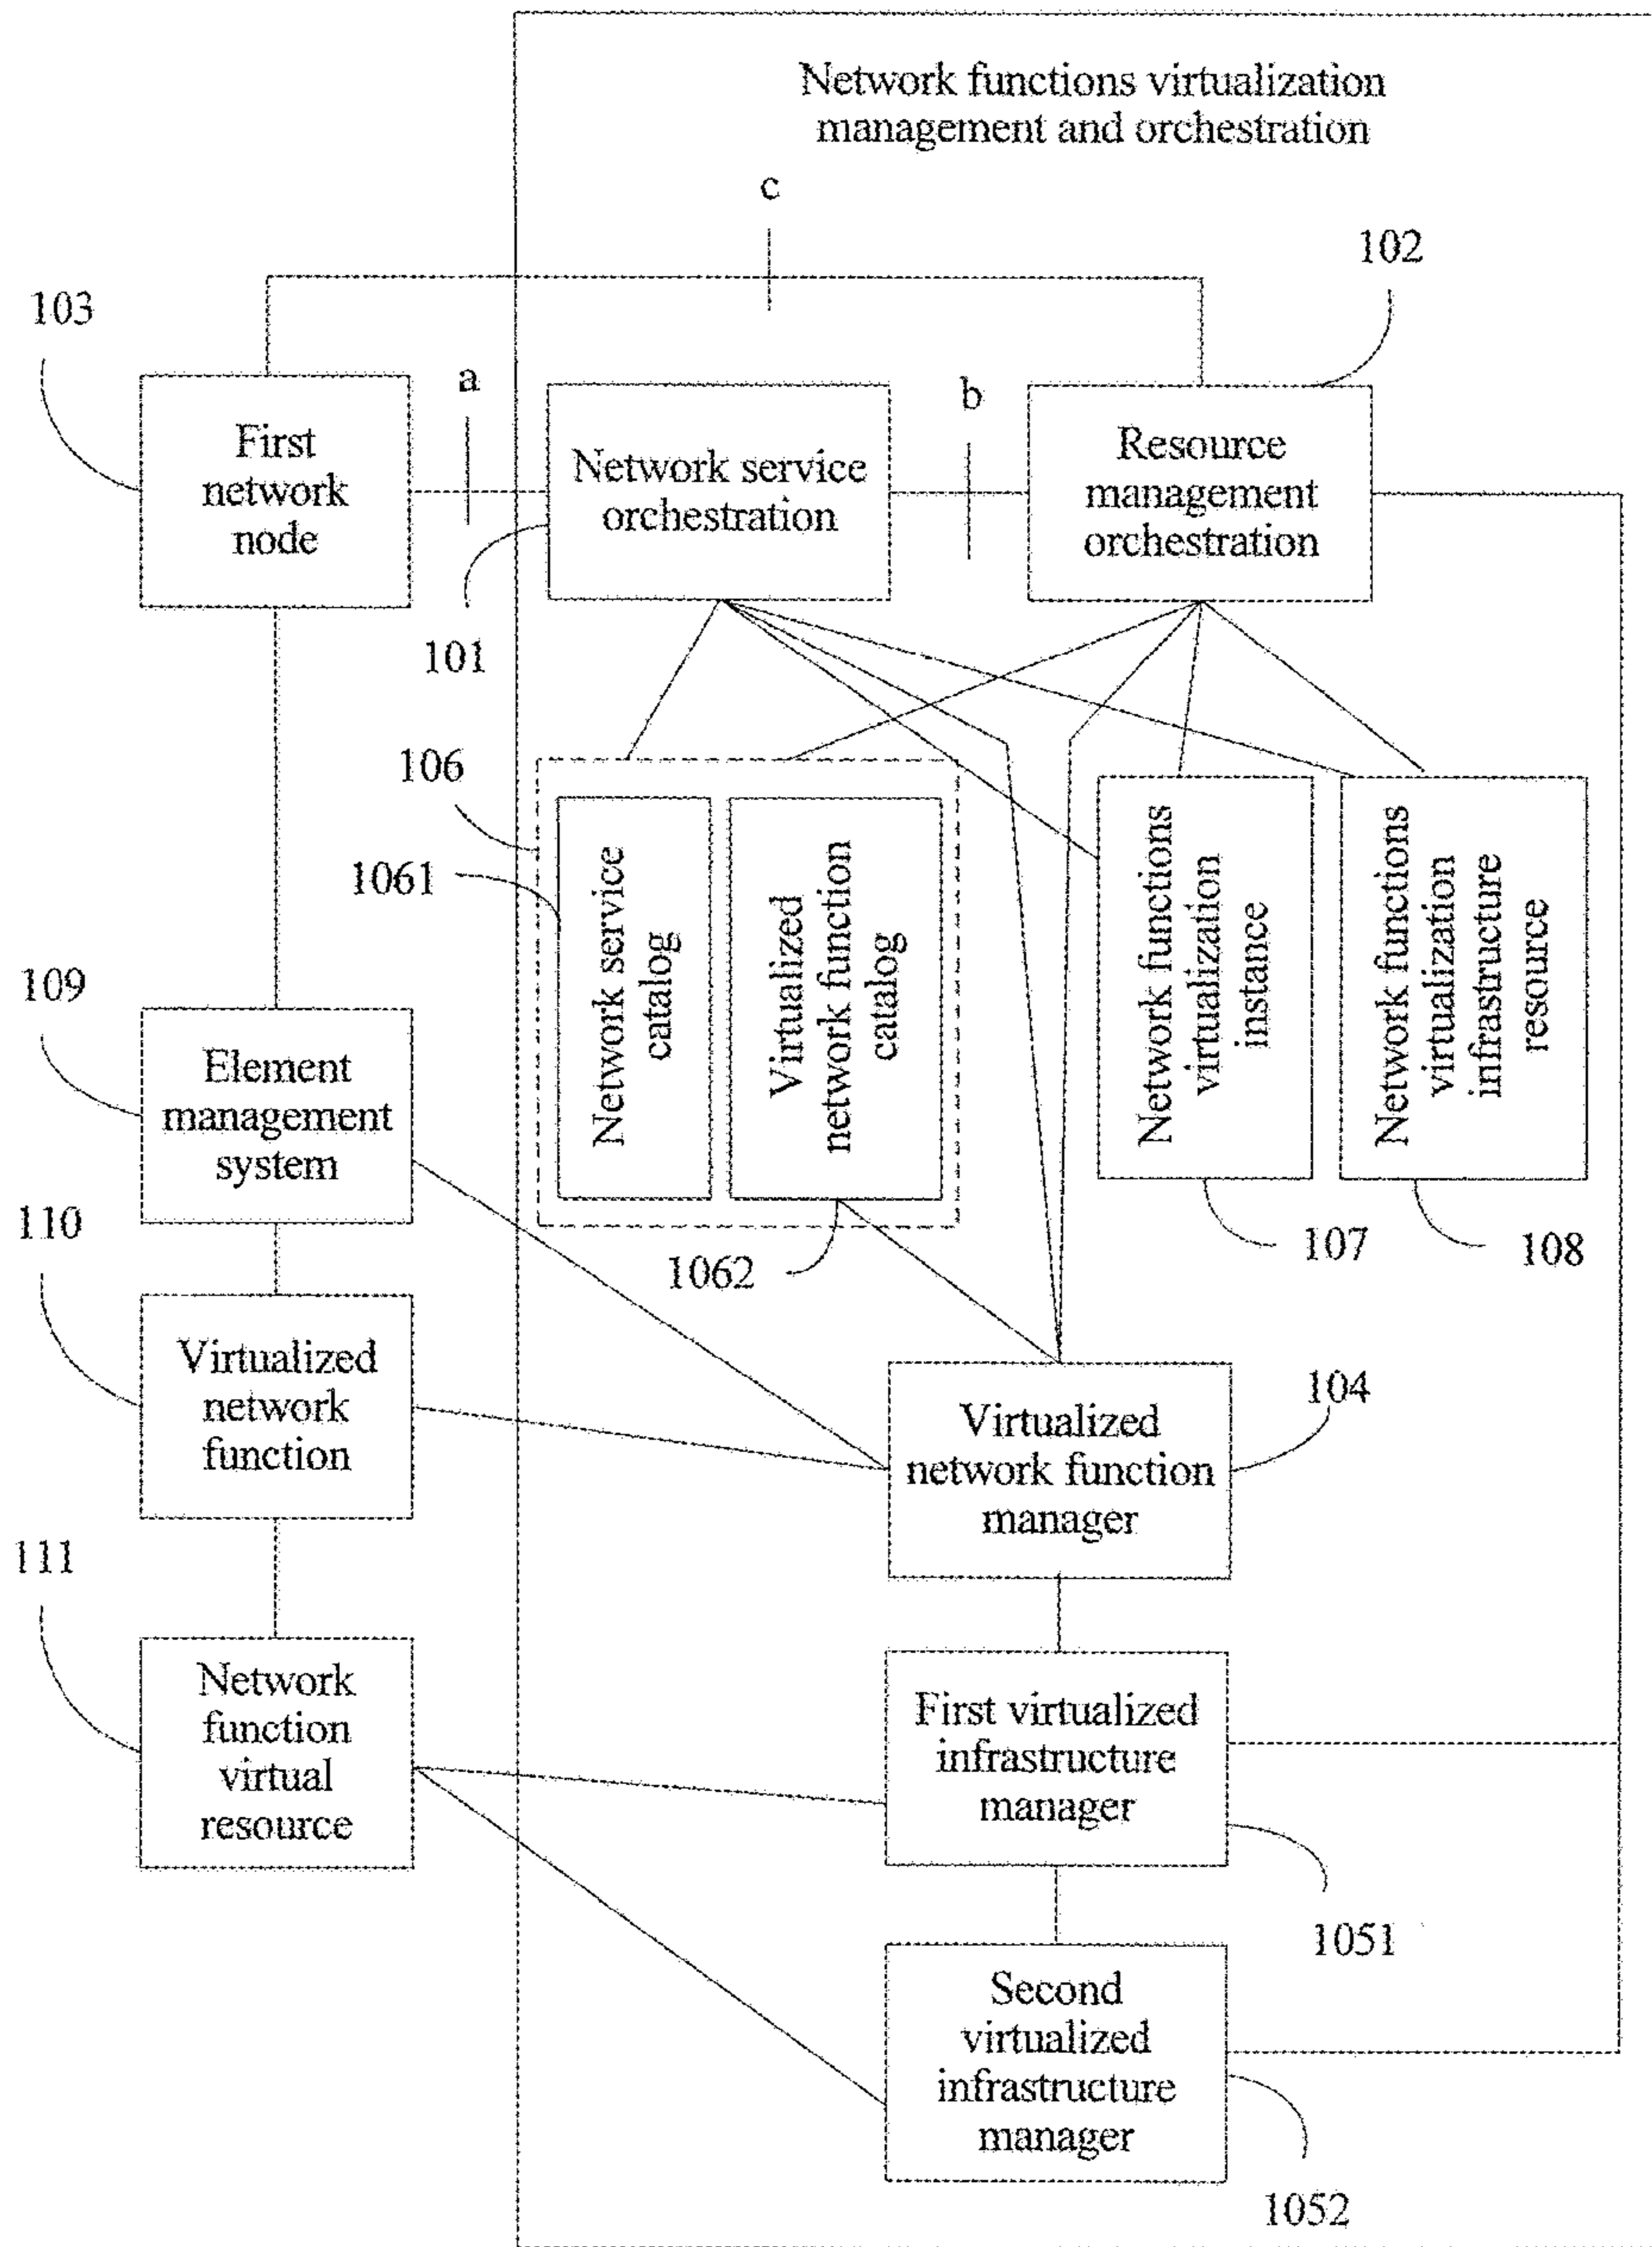 Network functions virtualization
management and orchestration
c
102
103
a
b
First
network
node
Network service
orchestration
Resource
management
orchestration
101
106
1061
Network service
catalog
Virtualized
network function
catalog
Network functions
virtualization
instance
Network functions
virtualization
infrastructure
resource
109
Element
management
system
110
1062
107
108
Virtualized
network
function
104
Virtualized
network function
manager
111
Network
function
virtual
resource
First virtualized
infrastructure
manager
1051
Second
virtualized
infrastructure
manager
1052